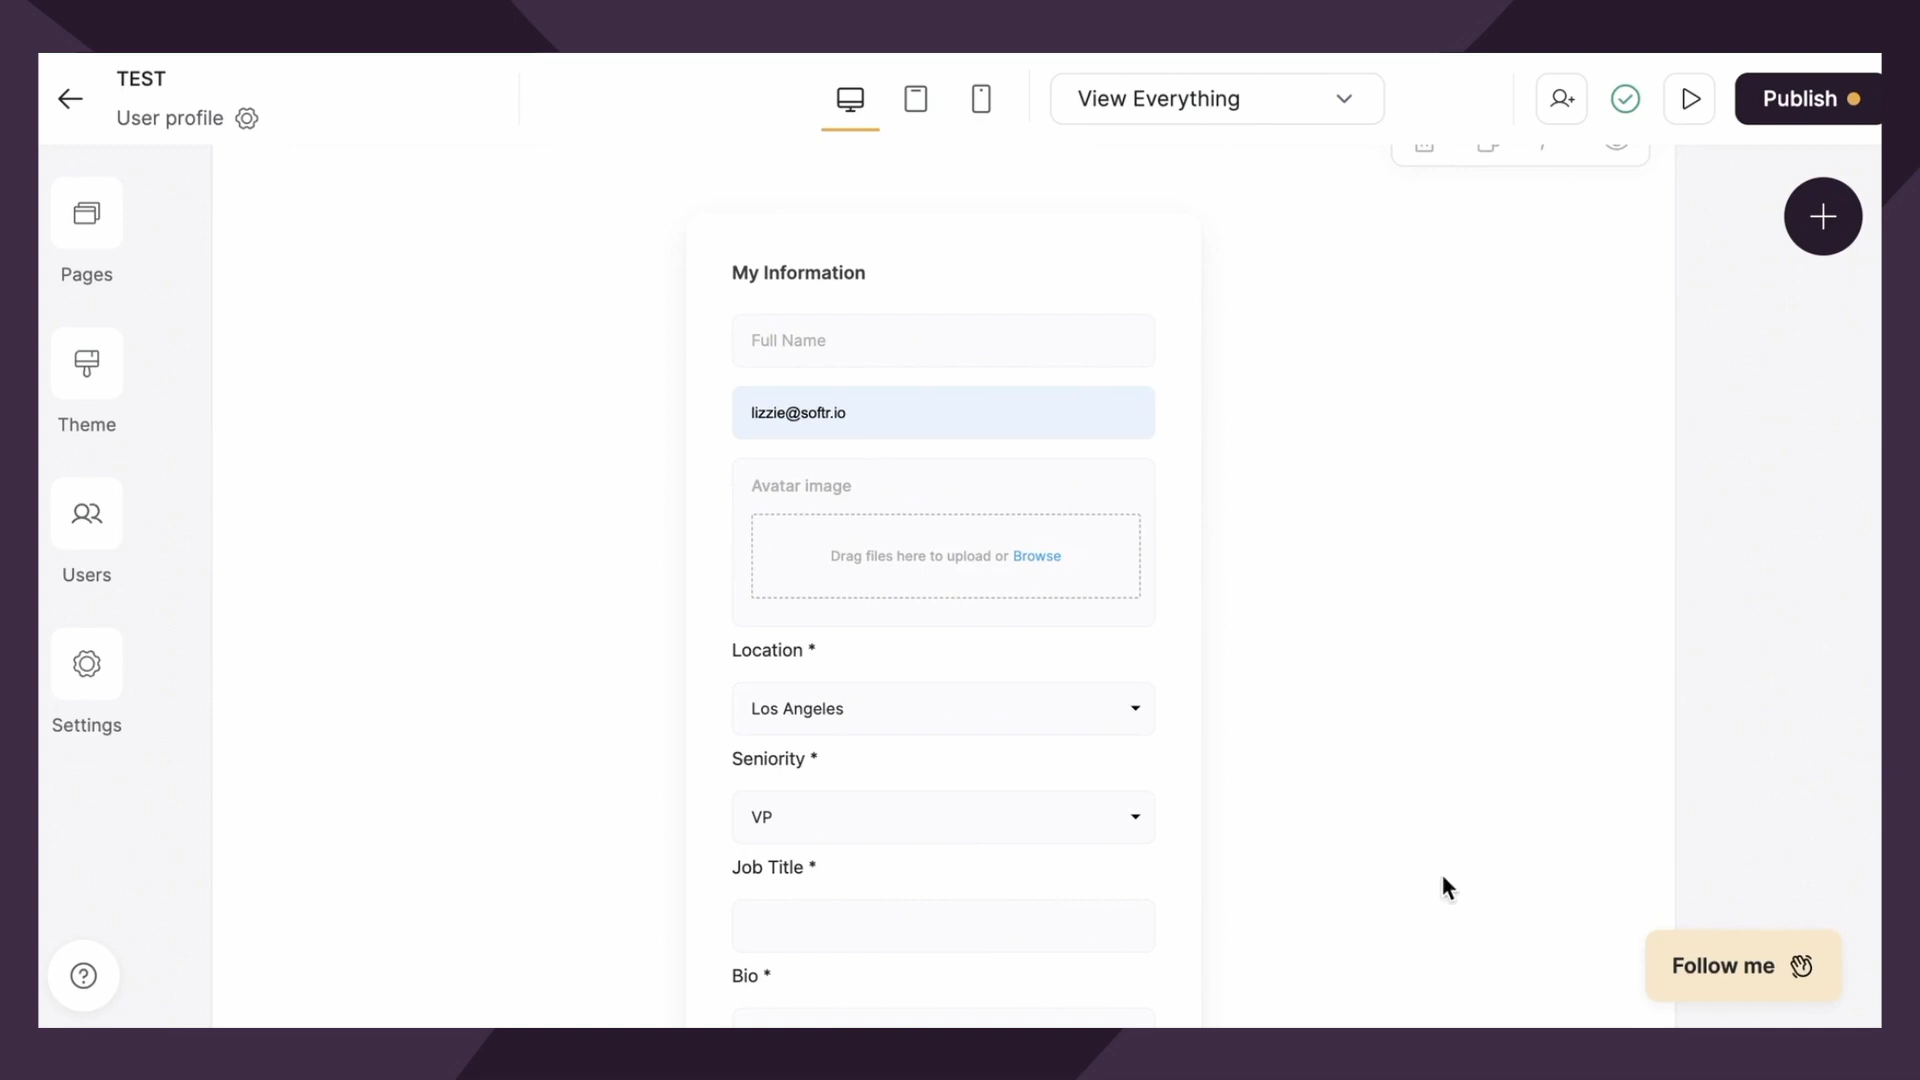 TEST
User profile
View Everything
Publish
Pages
Theme
Users
Settings
My Information
Full Name
lizzie@softr.io
Avatar image
Drag files here to upload or Browse
Location *
Los Angeles
Seniority *
VP
Job Title *
Bio *
Follow me